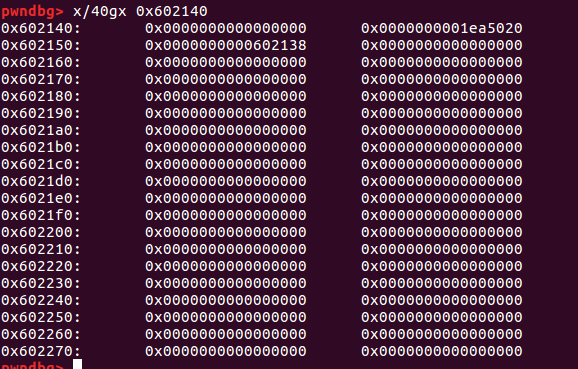 pwndbg> x/40gx 0x602140
0x602140: 0x0000000000000000 0x0000000001ea5020
0x602150: 0x0000000000602138 0x0000000000000000
0x602160: 0x0000000000000000 0x0000000000000000
0x602170: 0x0000000000000000 0x0000000000000000
0x602180: 0x0000000000000000 0x0000000000000000
0x602190: 0x0000000000000000 0x0000000000000000
0x6021a0: 0x0000000000000000 0x0000000000000000
0x6021b0: 0x0000000000000000 0x0000000000000000
0x6021c0: 0x0000000000000000 0x0000000000000000
0x6021d0: 0x0000000000000000 0x0000000000000000
0x6021e0: 0x0000000000000000 0x0000000000000000
0x6021f0: 0x0000000000000000 0x0000000000000000
0x602200: 0x0000000000000000 0x0000000000000000
0x602210: 0x0000000000000000 0x0000000000000000
0x602220: 0x0000000000000000 0x0000000000000000
0x602230: 0x0000000000000000 0x0000000000000000
0x602240: 0x0000000000000000 0x0000000000000000
0x602250: 0x0000000000000000 0x0000000000000000
0x602260: 0x0000000000000000 0x0000000000000000
0x602270: 0x0000000000000000 0x0000000000000000
pwndbg>